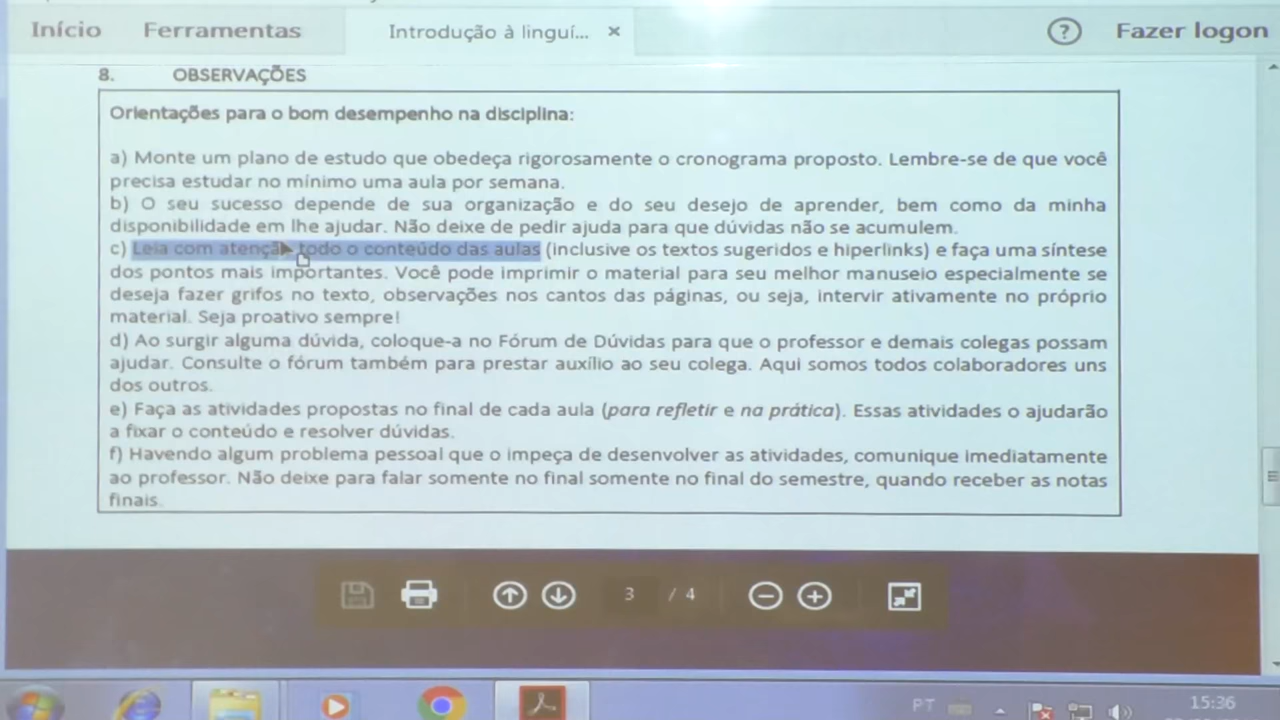 Início Ferramentas Introdução à linguí... × ? Fazer logon
8. OBSERVAÇÕES
Orientações para o bom desempenho na disciplina:
a) Monte um plano de estudo que obedeça rigorosamente o cronograma proposto. Lembre-se de que você
precisa estudar no mínimo uma aula por semana.
b) O seu sucesso depende de sua organização e do seu desejo de aprender, bem como da minha
disponibilidade em lhe ajudar. Não deixe de pedir ajuda para que dúvidas não se acumulem.
c) Leia com atenção todo o conteúdo das aulas (inclusive os textos sugeridos e hiperlinks) e faça uma síntese
dos pontos mais importantes. Você pode imprimir o material para seu melhor manuseio especialmente se
deseja fazer grifos no texto, observações nos cantos das páginas, ou seja, intervir ativamente no próprio
material. Seja proativo sempre!
d) Ao surgir alguma dúvida, coloque-a no Fórum de Dúvidas para que o professor e demais colegas possam
ajudar. Consulte o fórum também para prestar auxílio ao seu colega. Aqui somos todos colaboradores uns
dos outros.
e) Faça as atividades propostas no final de cada aula (para refletir e na prática). Essas atividades o ajudarão
a fixar o conteúdo e resolver dúvidas.
f) Havendo algum problema pessoal que o impeça de desenvolver as atividades, comunique imediatamente
ao professor. Não deixe para falar somente no final somente no final do semestre, quando receber as notas
finais.
3 / 4
PT 15:36